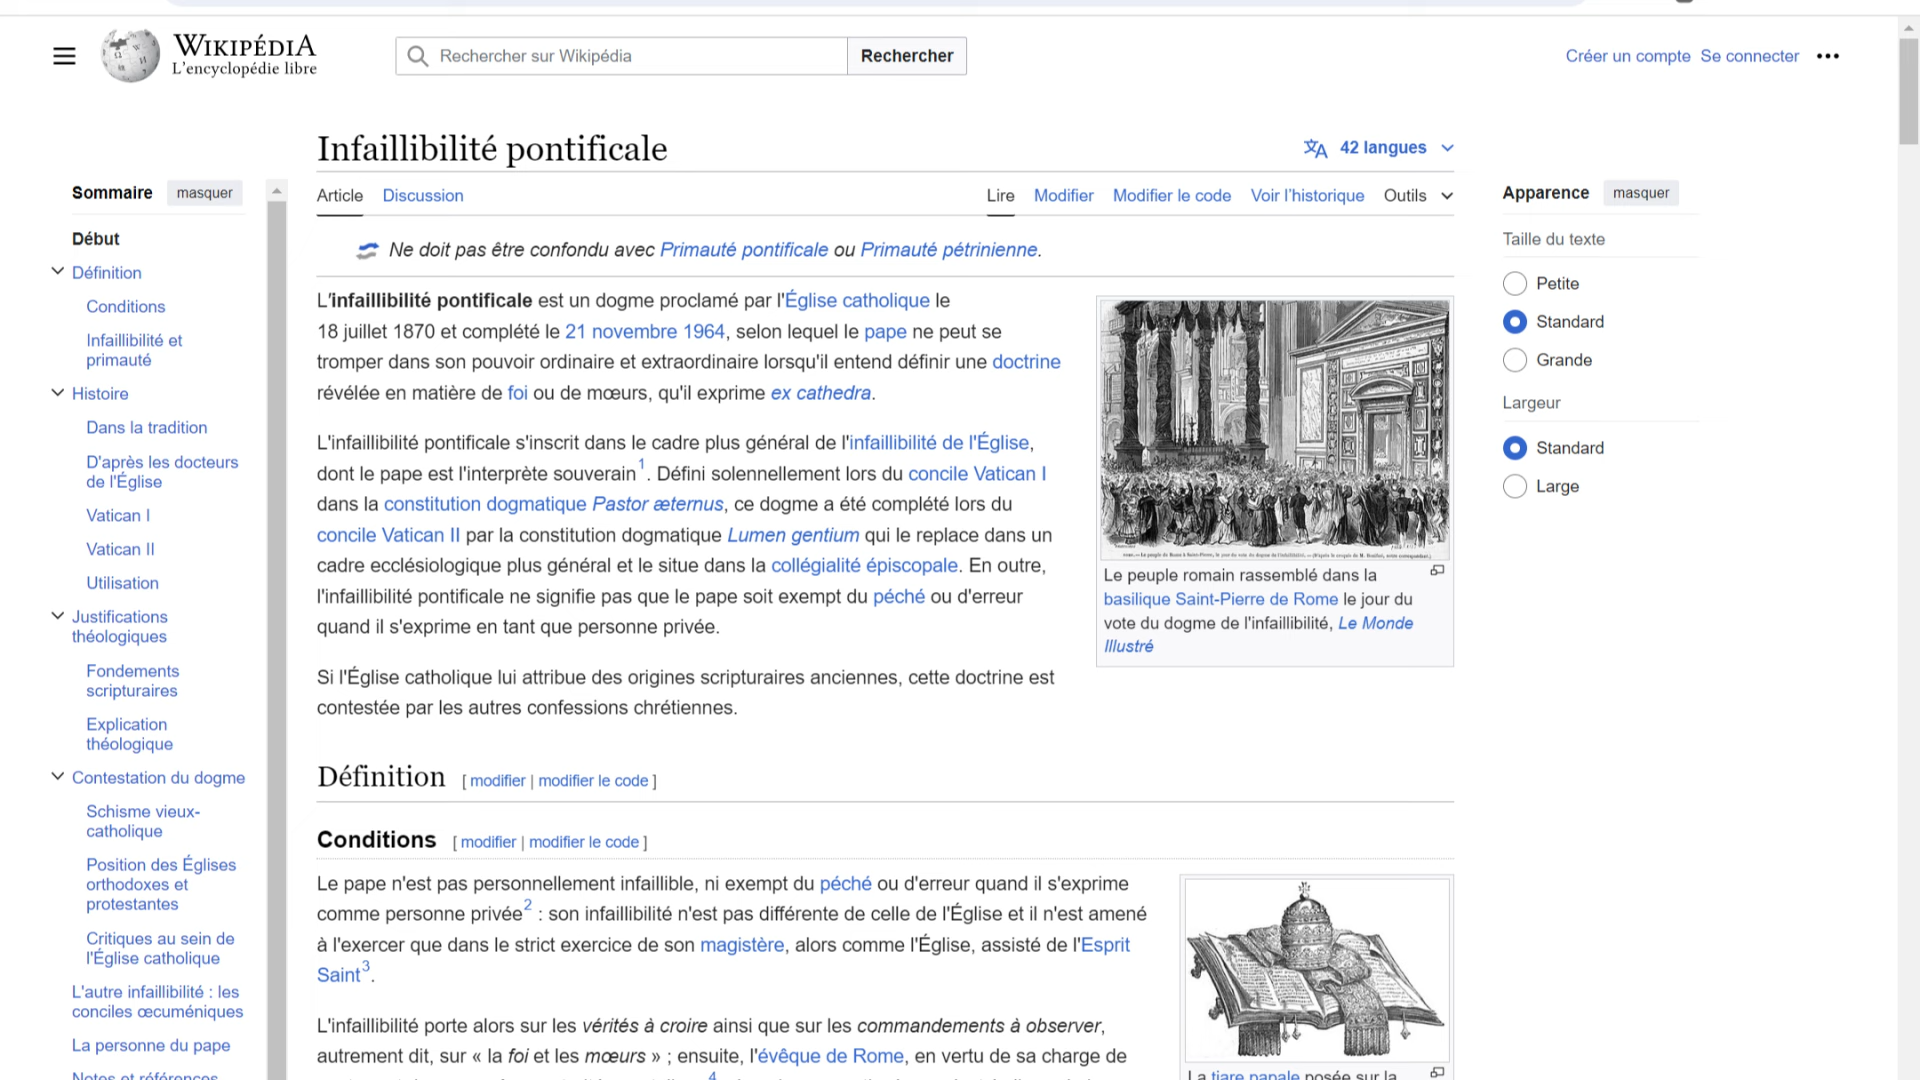 WIKIPÉDIA
L'encyclopédie libre
Rechercher sur Wikipédia
Rechercher
Créer un compte Se connecter
Sommaire masquer
Début
Définition
Conditions
Infaillibilité et
primauté
Histoire
Dans la tradition
D'après les docteurs
de l'Église
Vatican I
Vatican II
Utilisation
Justifications
théologiques
Fondements
scripturaires
Explication
théologique
Contestation du dogme
Schisme vieux-
catholique
Position des Églises
orthodoxes et
protestantes
Critiques au sein de
l'Église catholique
L'autre infaillibilité : les
conciles œcuméniques
La personne du pape
Notes et références
Infaillibilité pontificale
42 langues
Article Discussion
Lire Modifier Modifier le code Voir l'historique Outils
Ne doit pas être confondu avec Primauté pontificale ou Primauté pétrinienne.
L'infaillibilité pontificale est un dogme proclamé par l'Église catholique le
18 juillet 1870 et complété le 21 novembre 1964, selon lequel le pape ne peut se
tromper dans son pouvoir ordinaire et extraordinaire lorsqu'il entend définir une doctrine
révélée en matière de foi ou de mœurs, qu'il exprime ex cathedra.
L'infaillibilité pontificale s'inscrit dans le cadre plus général de l'infaillibilité de l'Église,
dont le pape est l'interprète souverain1. Défini solennellement lors du concile Vatican I
dans la constitution dogmatique Pastor æternus, ce dogme a été complété lors du
concile Vatican II par la constitution dogmatique Lumen gentium qui le replace dans un
cadre ecclésiologique plus général et le situe dans la collégialité épiscopale. En outre,
l'infaillibilité pontificale ne signifie pas que le pape soit exempt du péché ou d'erreur
quand il s'exprime en tant que personne privée.
Si l'Église catholique lui attribue des origines scripturaires anciennes, cette doctrine est
contestée par les autres confessions chrétiennes.
Le peuple romain rassemblé dans la
basilique Saint-Pierre de Rome le jour du
vote du dogme de l'infaillibilité, Le Monde
Illustré
Définition [ modifier | modifier le code ]
Conditions [ modifier | modifier le code ]
Le pape n'est pas personnellement infaillible, ni exempt du péché ou d'erreur quand il s'exprime
comme personne privée2 : son infaillibilité n'est pas différente de celle de l'Église et il n'est amené
à l'exercer que dans le strict exercice de son magistère, alors comme l'Église, assisté de l'Esprit
Saint3.
L'infaillibilité porte alors sur les vérités à croire ainsi que sur les commandements à observer,
autrement dit, sur « la foi et les mœurs » ; ensuite, l'évêque de Rome, en vertu de sa charge de
4
La tiare papale posée sur la
Apparence masquer
Taille du texte
Petite
Standard
Grande
Largeur
Standard
Large